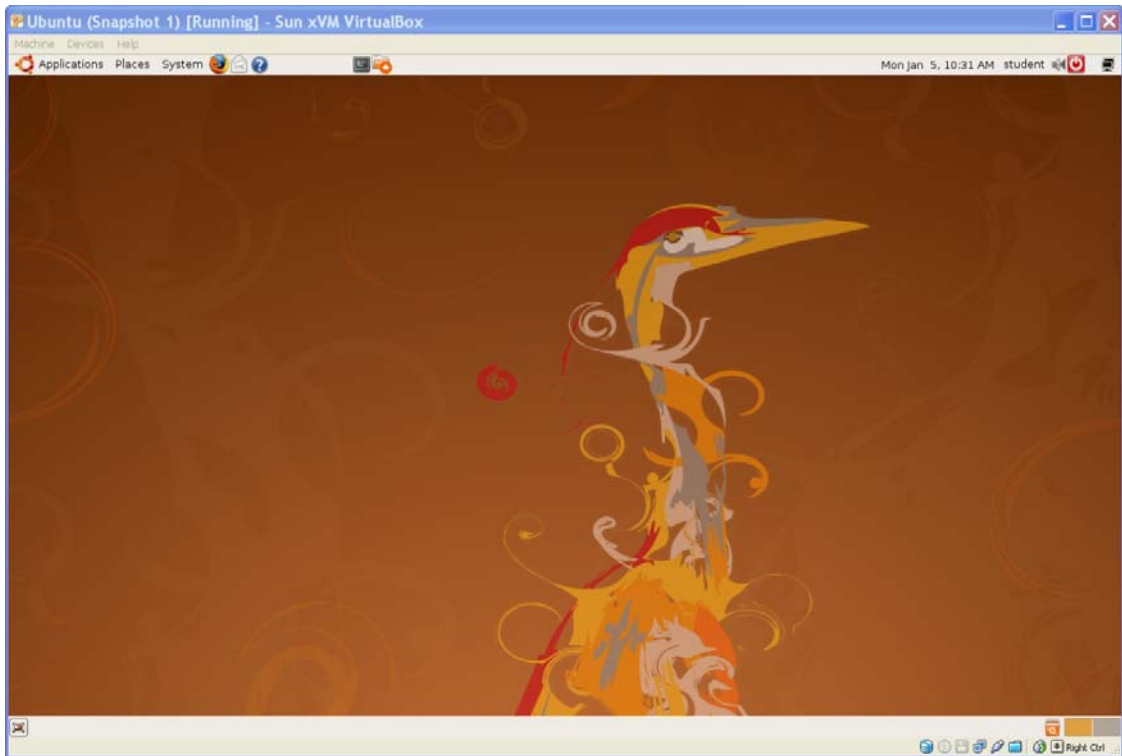 Ubuntu (Snapshot 1) [Running] - Sun xVM VirtualBox
Machine Devices Help
Applications Places System Mon Jan 5, 10:31 AM student
Right Ctrl